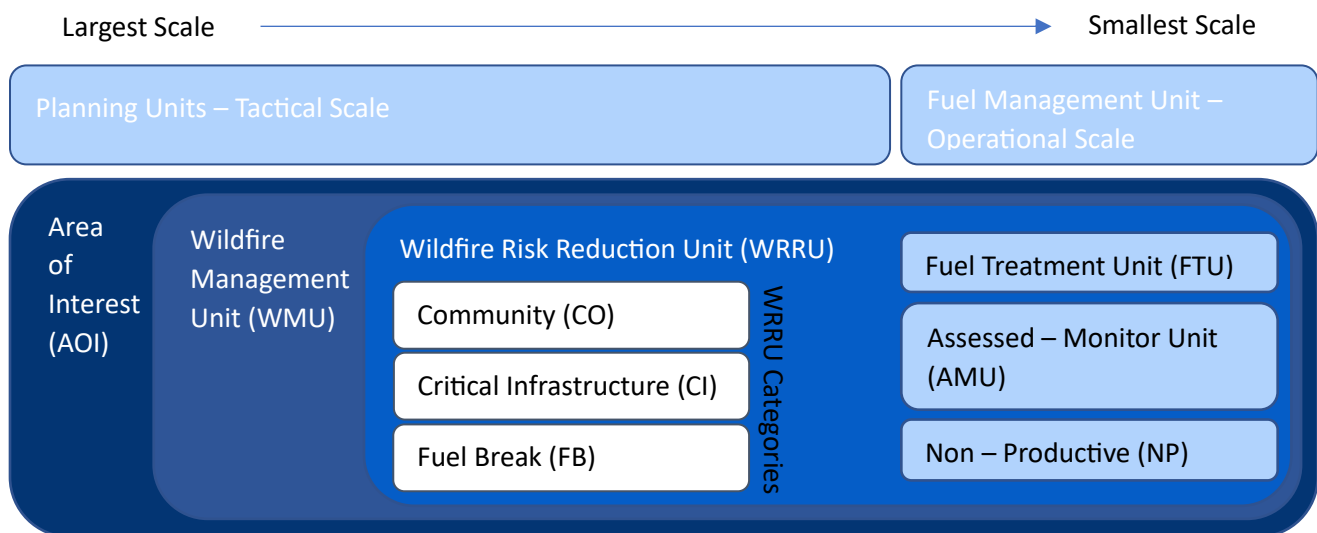 Largest Scale
Smallest Scale
Planning Units – Tactical Scale
Fuel Management Unit –
Operational Scale
Area
of
Interest
(AOI)
Wildfire
Management
Unit (WMU)
Wildfire Risk Reduction Unit (WRRU)
Community (CO)
Critical Infrastructure (CI)
Fuel Break (FB)
WRRU Categories
Fuel Treatment Unit (FTU)
Assessed – Monitor Unit
(AMU)
Non – Productive (NP)